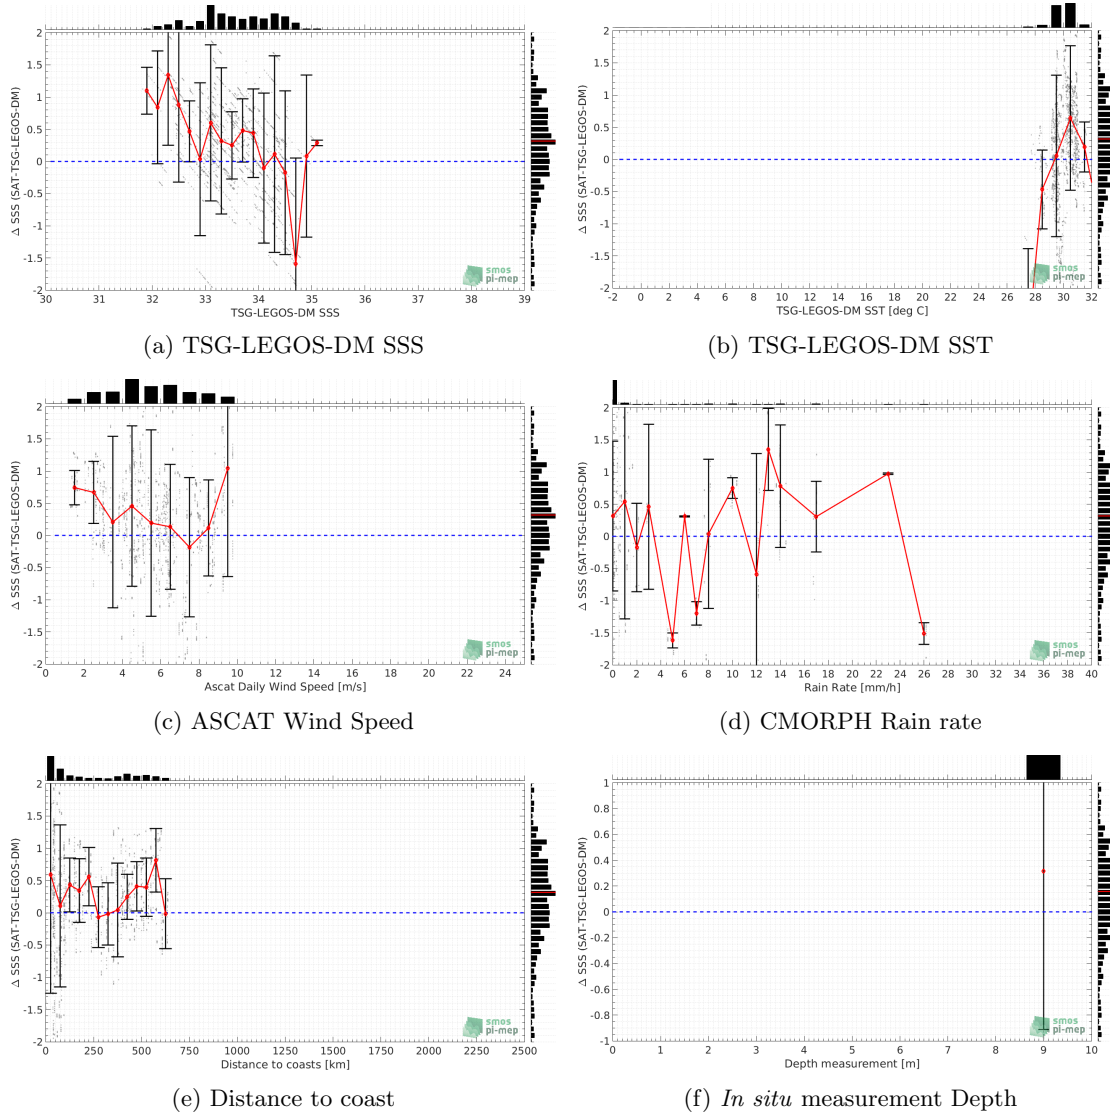 2
1.5
1
0.5
0
-0.5
-1
-1.5
-2
Δ SSS (SAT-TSG-LEGOS-DM)
30 31 32 33 34 35 36 37 38 39
TSG-LEGOS-DM SSS
smos
pi-mep
(a) TSG-LEGOS-DM SSS
2
1.5
1
0.5
0
-0.5
-1
-1.5
-2
Δ SSS (SAT-TSG-LEGOS-DM)
-2 0 2 4 6 8 10 12 14 16 18 20 22 24 26 28 30 32
TSG-LEGOS-DM SST [deg C]
smos
pi-mep
(b) TSG-LEGOS-DM SST
2
1.5
1
0.5
0
-0.5
-1
-1.5
-2
Δ SSS (SAT-TSG-LEGOS-DM)
0 2 4 6 8 10 12 14 16 18 20 22 24
Ascat Daily Wind Speed [m/s]
smos
pi-mep
(c) ASCAT Wind Speed
2
1.5
1
0.5
0
-0.5
-1
-1.5
-2
Δ SSS (SAT-TSG-LEGOS-DM)
0 2 4 6 8 10 12 14 16 18 20 22 24 26 28 30 32 34 36 38 40
Rain Rate [mm/h]
smos
pi-mep
(d) CMORPH Rain rate
2
1.5
1
0.5
0
-0.5
-1
-1.5
-2
Δ SSS (SAT-TSG-LEGOS-DM)
0 250 500 750 1000 1250 1500 1750 2000 2250 2500
Distance to coasts [km]
smos
pi-mep
(e) Distance to coast
1
0.8
0.6
0.4
0.2
0
-0.2
-0.4
-0.6
-0.8
-1
Δ SSS (SAT-TSG-LEGOS-DM)
0 1 2 3 4 5 6 7 8 9 10
Depth measurement [m]
smos
pi-mep
(f) In situ measurement Depth